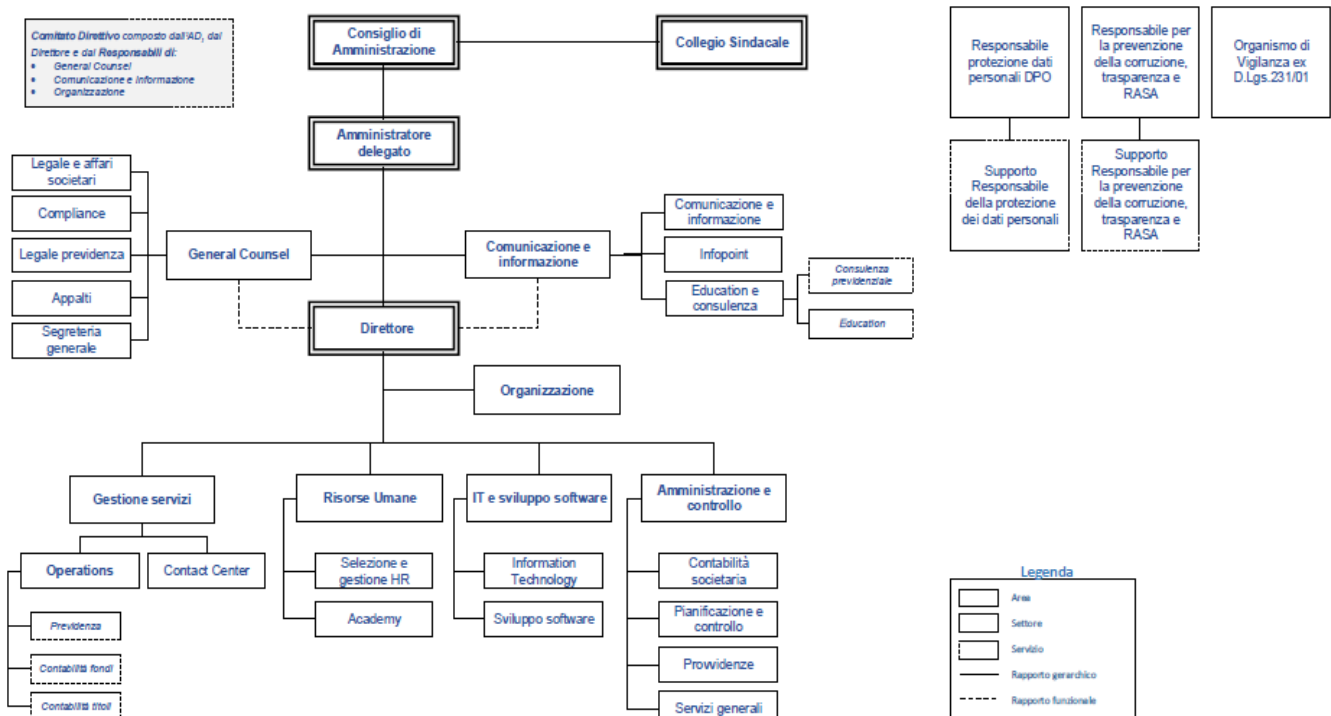 Comitato Direttivo composto dall'AD, dal
Direttore e dai Responsabili di:
• General Counsel
• Comunicazione e Informazione
• Organizzazione
Consiglio di
Amministrazione
Collegio Sindacale
Amministratore
delegato
Legale e affari
societari
Compliance
Legale previdenza
Appalti
Segreteria
generale
General Counsel
Comunicazione e
informazione
Comunicazione e
informazione
Infopoint
Education e
consulenza
Consulenza
previdenziale
Education
Direttore
Organizzazione
Gestione servizi
Operations
Contact Center
Previdenza
Contabilità fondi
Contabilità titoli
Risorse Umane
Selezione e
gestione HR
Academy
IT e sviluppo software
Information
Technology
Sviluppo software
Amministrazione e
controllo
Contabilità
societaria
Pianificazione e
controllo
Provvidenze
Servizi generali
Responsabile
protezione dati
personali DPO
Responsabile per
la prevenzione
della corruzione,
trasparenza e
RASA
Organismo di
Vigilanza ex
D.Lgs.231/01
Supporto
Responsabile
della protezione
dei dati personali
Supporto
Responsabile per
la prevenzione
della corruzione,
trasparenza e
RASA
Legenda
Area
Settore
Servizio
Rapporto gerarchico
Rapporto funzionale